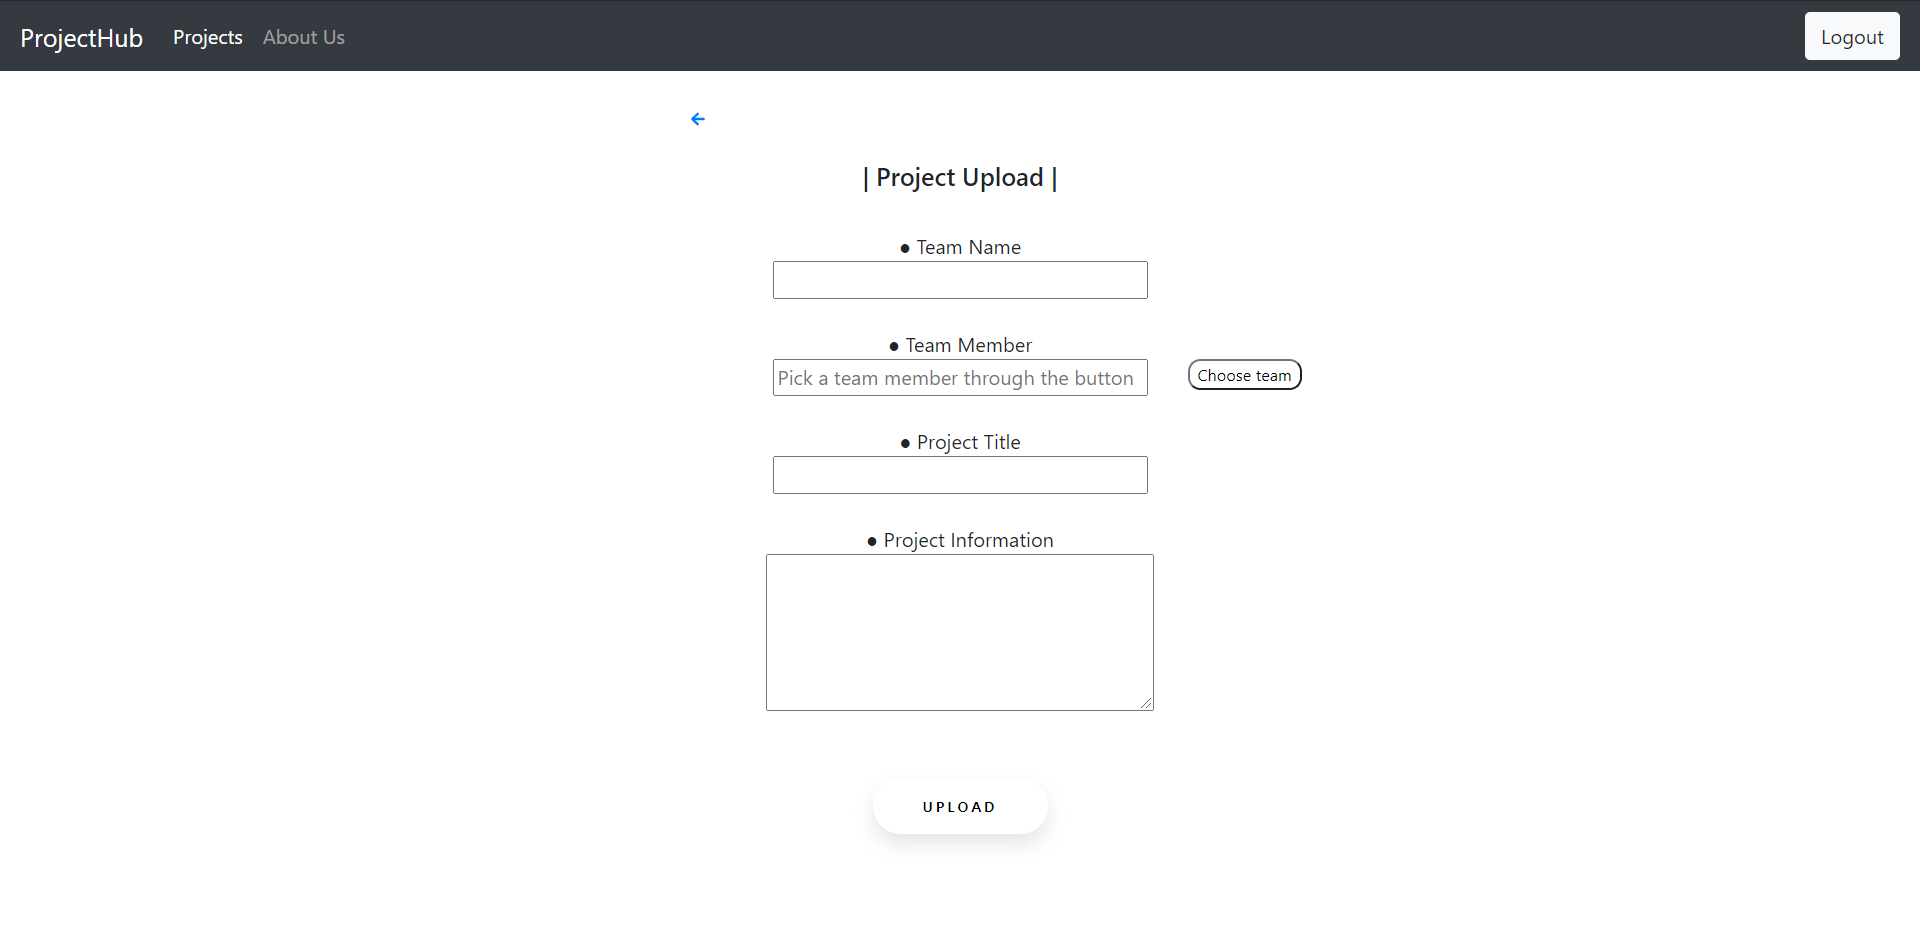 ProjectHub Projects About Us Logout
| Project Upload |
● Team Name
● Team Member
Pick a team member through the button Choose team
● Project Title
● Project Information
UPLOAD